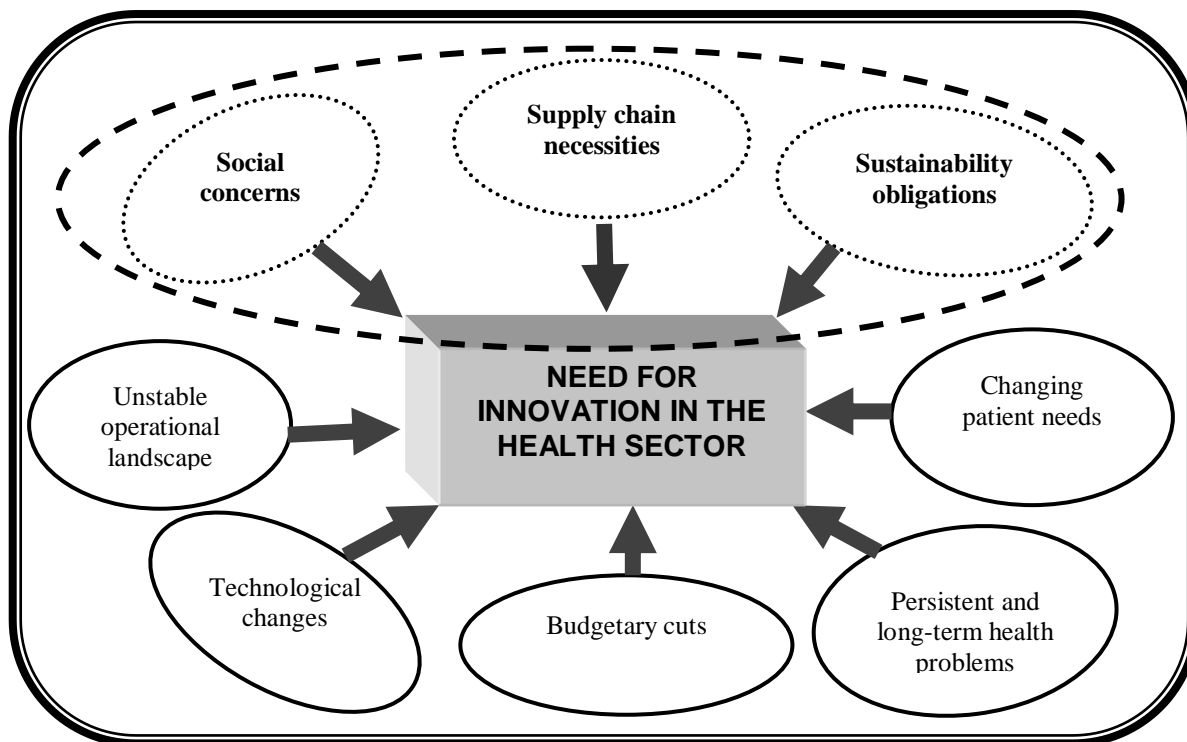 Social
concerns
Supply chain
necessities
Sustainability
obligations
Unstable
operational
landscape
NEED FOR
INNOVATION IN THE
HEALTH SECTOR
Changing
patient needs
Technological
changes
Budgetary cuts
Persistent and
long-term health
problems